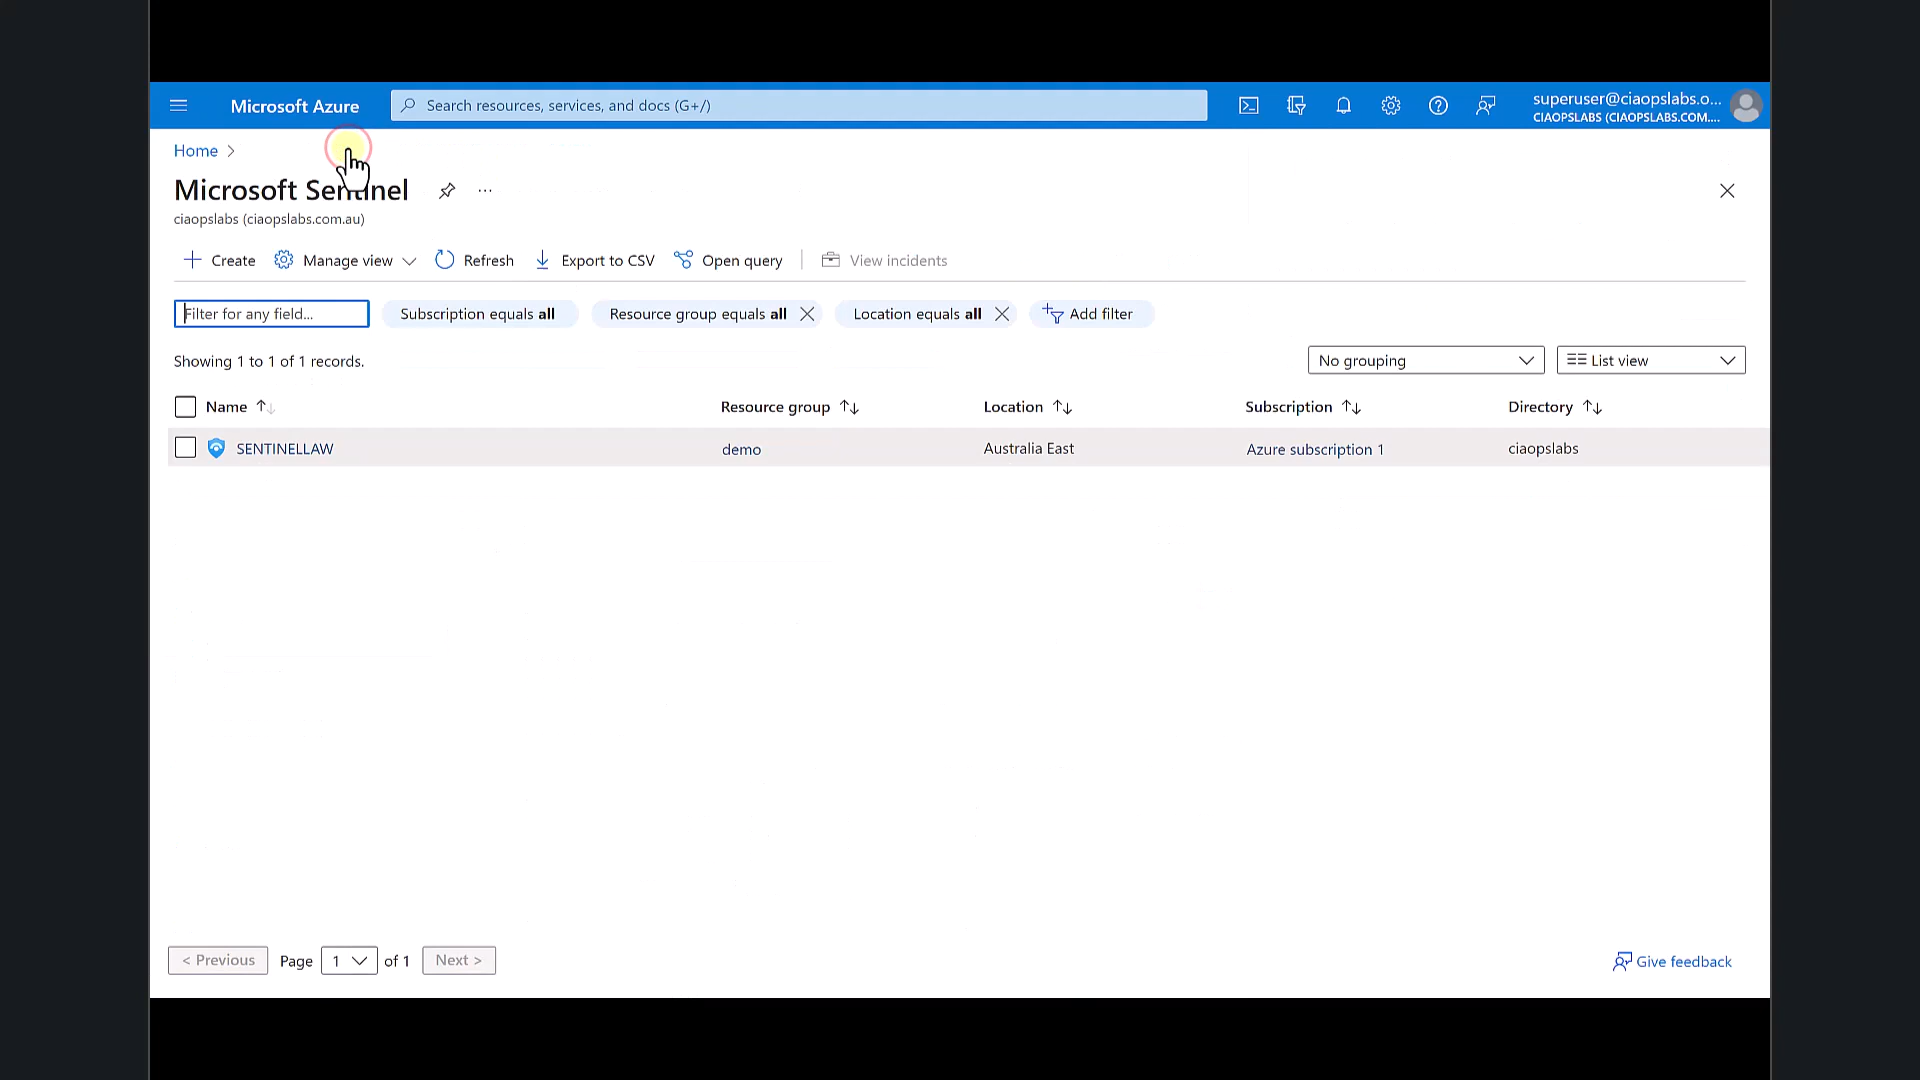 Microsoft Azure
Search resources, services, and docs (G+/)
superuser@ciaopslabs.o...
CIAOPSLABS (CIAOPSLABS.COM....
Home >
Microsoft Sentinel
...
ciaopslabs (ciaopslabs.com.au)
Create Manage view Refresh Export to CSV Open query View incidents
Filter for any field... Subscription equals all Resource group equals all Location equals all Add filter
Showing 1 to 1 of 1 records.
No grouping List view
Name Resource group Location Subscription Directory
SENTINELLAW demo Australia East Azure subscription 1 ciaopslabs
< Previous Page 1 of 1 Next >
Give feedback